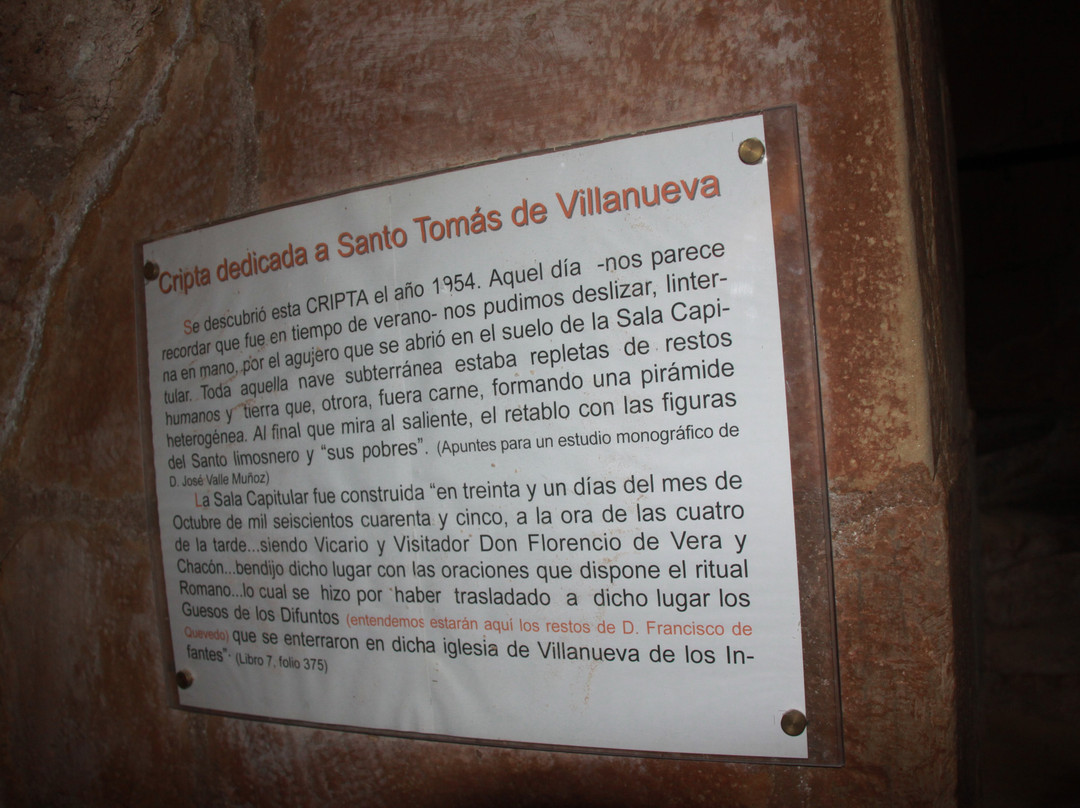 Cripta dedicada a Santo Tomás de Villanueva
Se descubrió esta CRIPTA el año 1954. Aquel día -nos parece
recordar que fue en tiempo de verano- nos pudimos deslizar, linter-
na en mano, por el agujero que se abrió en el suelo de la Sala Capi-
tular. Toda aquella nave subterránea estaba repletas de restos
humanos y tierra que, otrora, fuera carne, formando una pirámide
heterogénea. Al final que mira al saliente, el retablo con las figuras
del Santo limosnero y “sus pobres”. (Apuntes para un estudio monográfico de
D. José Valle Muñoz)
La Sala Capitular fue construida “en treinta y un días del mes de
Octubre de mil seiscientos cuarenta y cinco, a la ora de las cuatro
de la tarde...siendo Vicario y Visitador Don Florencio de Vera y
Chacón...bendijo dicho lugar con las oraciones que dispone el ritual
Romano...lo cual se hizo por haber trasladado a dicho lugar los
Guesos de los Difuntos (entendemos estarán aquí los restos de D. Francisco de
Quevedo) que se enterraron en dicha iglesia de Villanueva de los In-
fantes”. (Libro 7, folio 375)